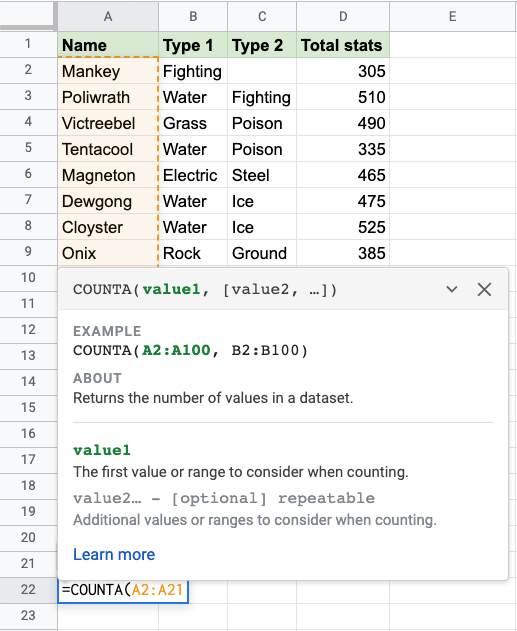 A B C D E
1 Name Type 1 Type 2 Total stats
2 Mankey Fighting 305
3 Poliwrath Water Fighting 510
4 Victreebel Grass Poison 490
5 Tentacool Water Poison 335
6 Magneton Electric Steel 465
7 Dewgong Water Ice 475
8 Cloyster Water Ice 525
9 Onix Rock Ground 385
10
11 COUNTA(value1, [value2, …])
12 EXAMPLE
13 COUNTA(A2:A100, B2:B100)
14 ABOUT
15 Returns the number of values in a dataset.
16
17 value1
18 The first value or range to consider when counting.
19 value2… – [optional] repeatable
Additional values or ranges to consider when counting.
20
21 Learn more
22 =COUNTA(A2:A21
23